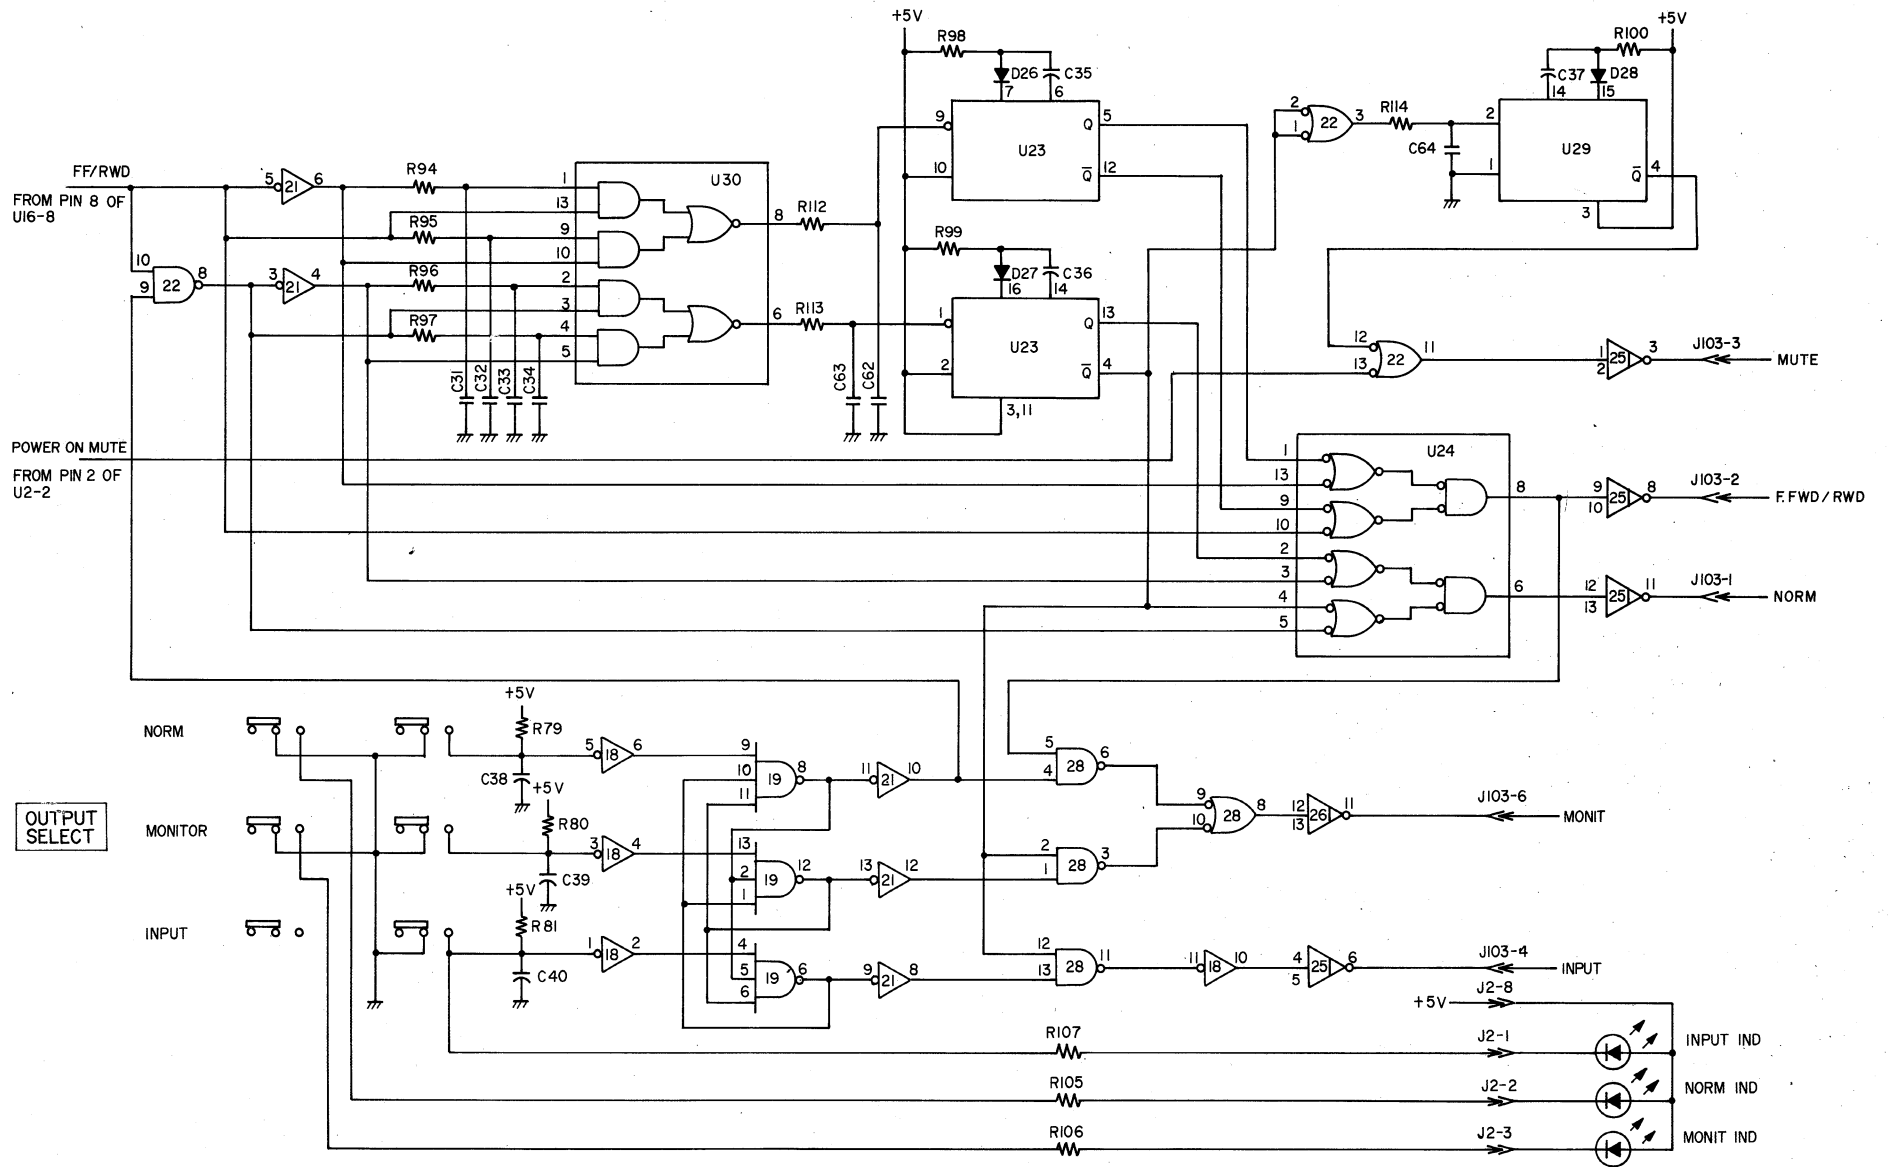 +5V
+5V
R98
R100
D26
C35
C37
D28
7
6
14
15
9
5
Q
2
1
22
3
R114
2
U23
C64
U29
10
12
Q̅
1
4
Q̅
3
FF/RWD
FROM PIN 8 OF
U16-8
5
21
6
R94
1
U30
13
R95
9
8
R112
10
10
9
22
8
3
21
4
R96
2
3
R97
4
5
6
R113
C31
C32
C33
C34
C63
C62
R99
D27
C36
16
14
1
13
Q
U23
2
4
Q̅
3,11
12
13
22
11
1
2
25
3
J103-3
MUTE
POWER ON MUTE
FROM PIN 2 OF
U2-2
U24
1
13
9
10
8
9
10
25
8
J103-2
F.FWD/RWD
2
3
4
5
6
12
13
25
11
J103-1
NORM
+5V
NORM
R79
5
18
6
9
10
11
19
8
11
21
10
5
4
28
6
C38
+5V
OUTPUT
SELECT
MONITOR
R80
3
18
4
13
2
1
19
12
13
21
12
2
1
28
3
9
10
28
8
12
13
26
11
J103-6
MONIT
C39
+5V
INPUT
R81
1
18
2
4
5
6
19
6
9
21
8
12
13
28
11
11
18
10
4
5
25
6
J103-4
INPUT
C40
+5V
J2-8
R107
J2-1
INPUT IND
R105
J2-2
NORM IND
R106
J2-3
MONIT IND